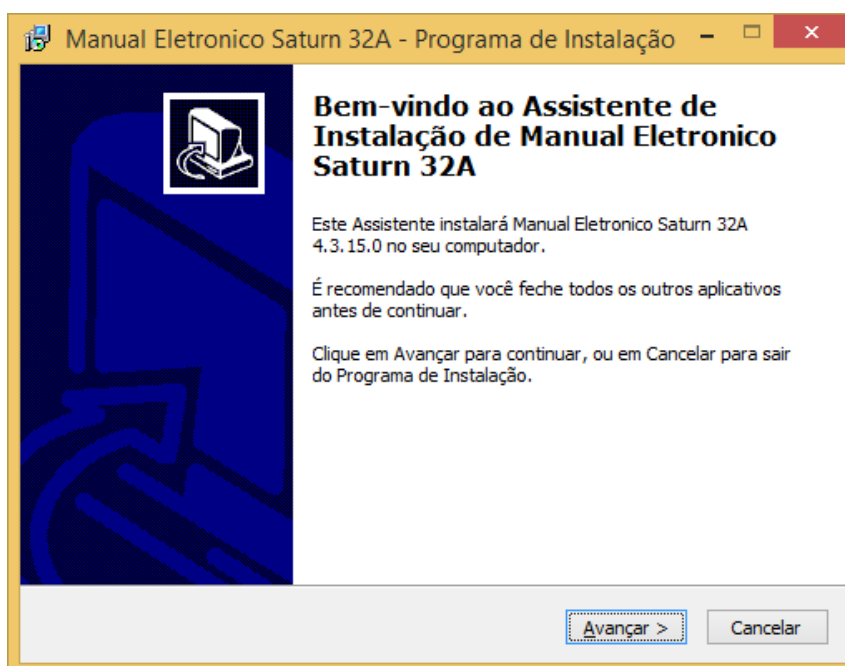 Manual Eletronico Saturn 32A - Programa de Instalação
Bem-vindo ao Assistente de
Instalação de Manual Eletronico
Saturn 32A
Este Assistente instalará Manual Eletronico Saturn 32A
4.3.15.0 no seu computador.
É recomendado que você feche todos os outros aplicativos
antes de continuar.
Clique em Avançar para continuar, ou em Cancelar para sair
do Programa de Instalação.
Avançar >
Cancelar